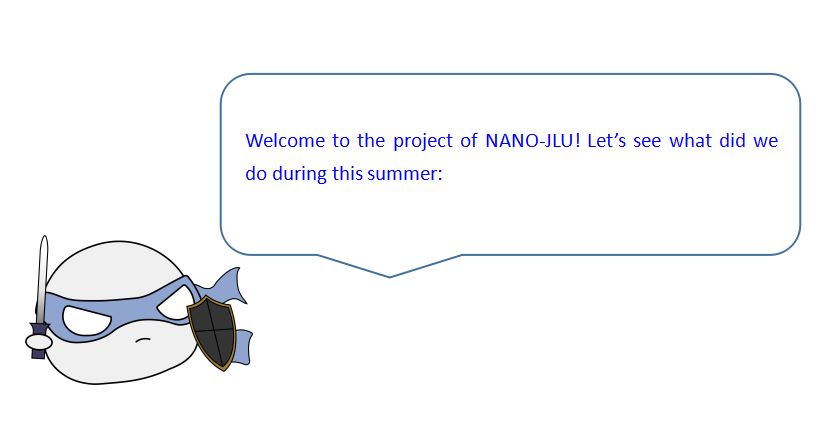 Welcome to the project of NANO-JLU! Let’s see what did we
do during this summer: